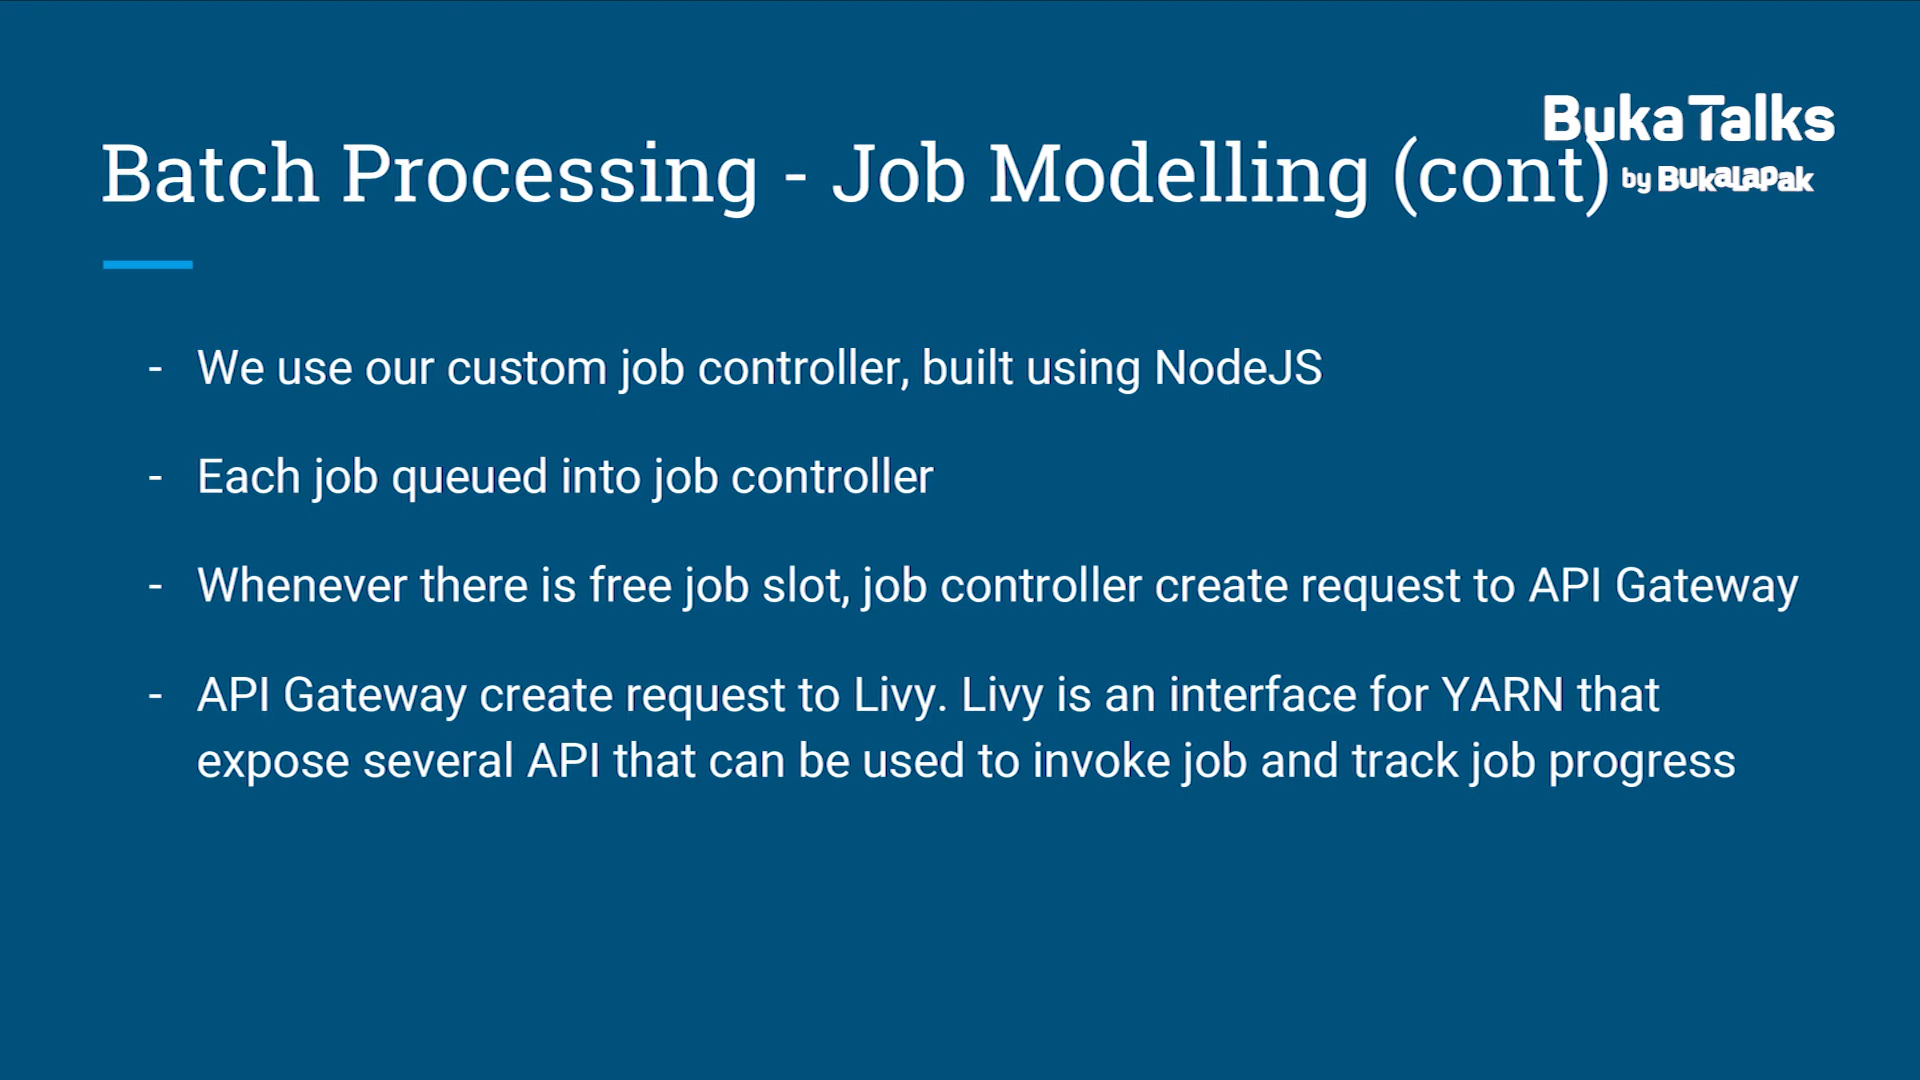 BukaTalks
by BukaLapak
Batch Processing - Job Modelling (cont)
- We use our custom job controller, built using NodeJS
- Each job queued into job controller
- Whenever there is free job slot, job controller create request to API Gateway
- API Gateway create request to Livy. Livy is an interface for YARN that
expose several API that can be used to invoke job and track job progress